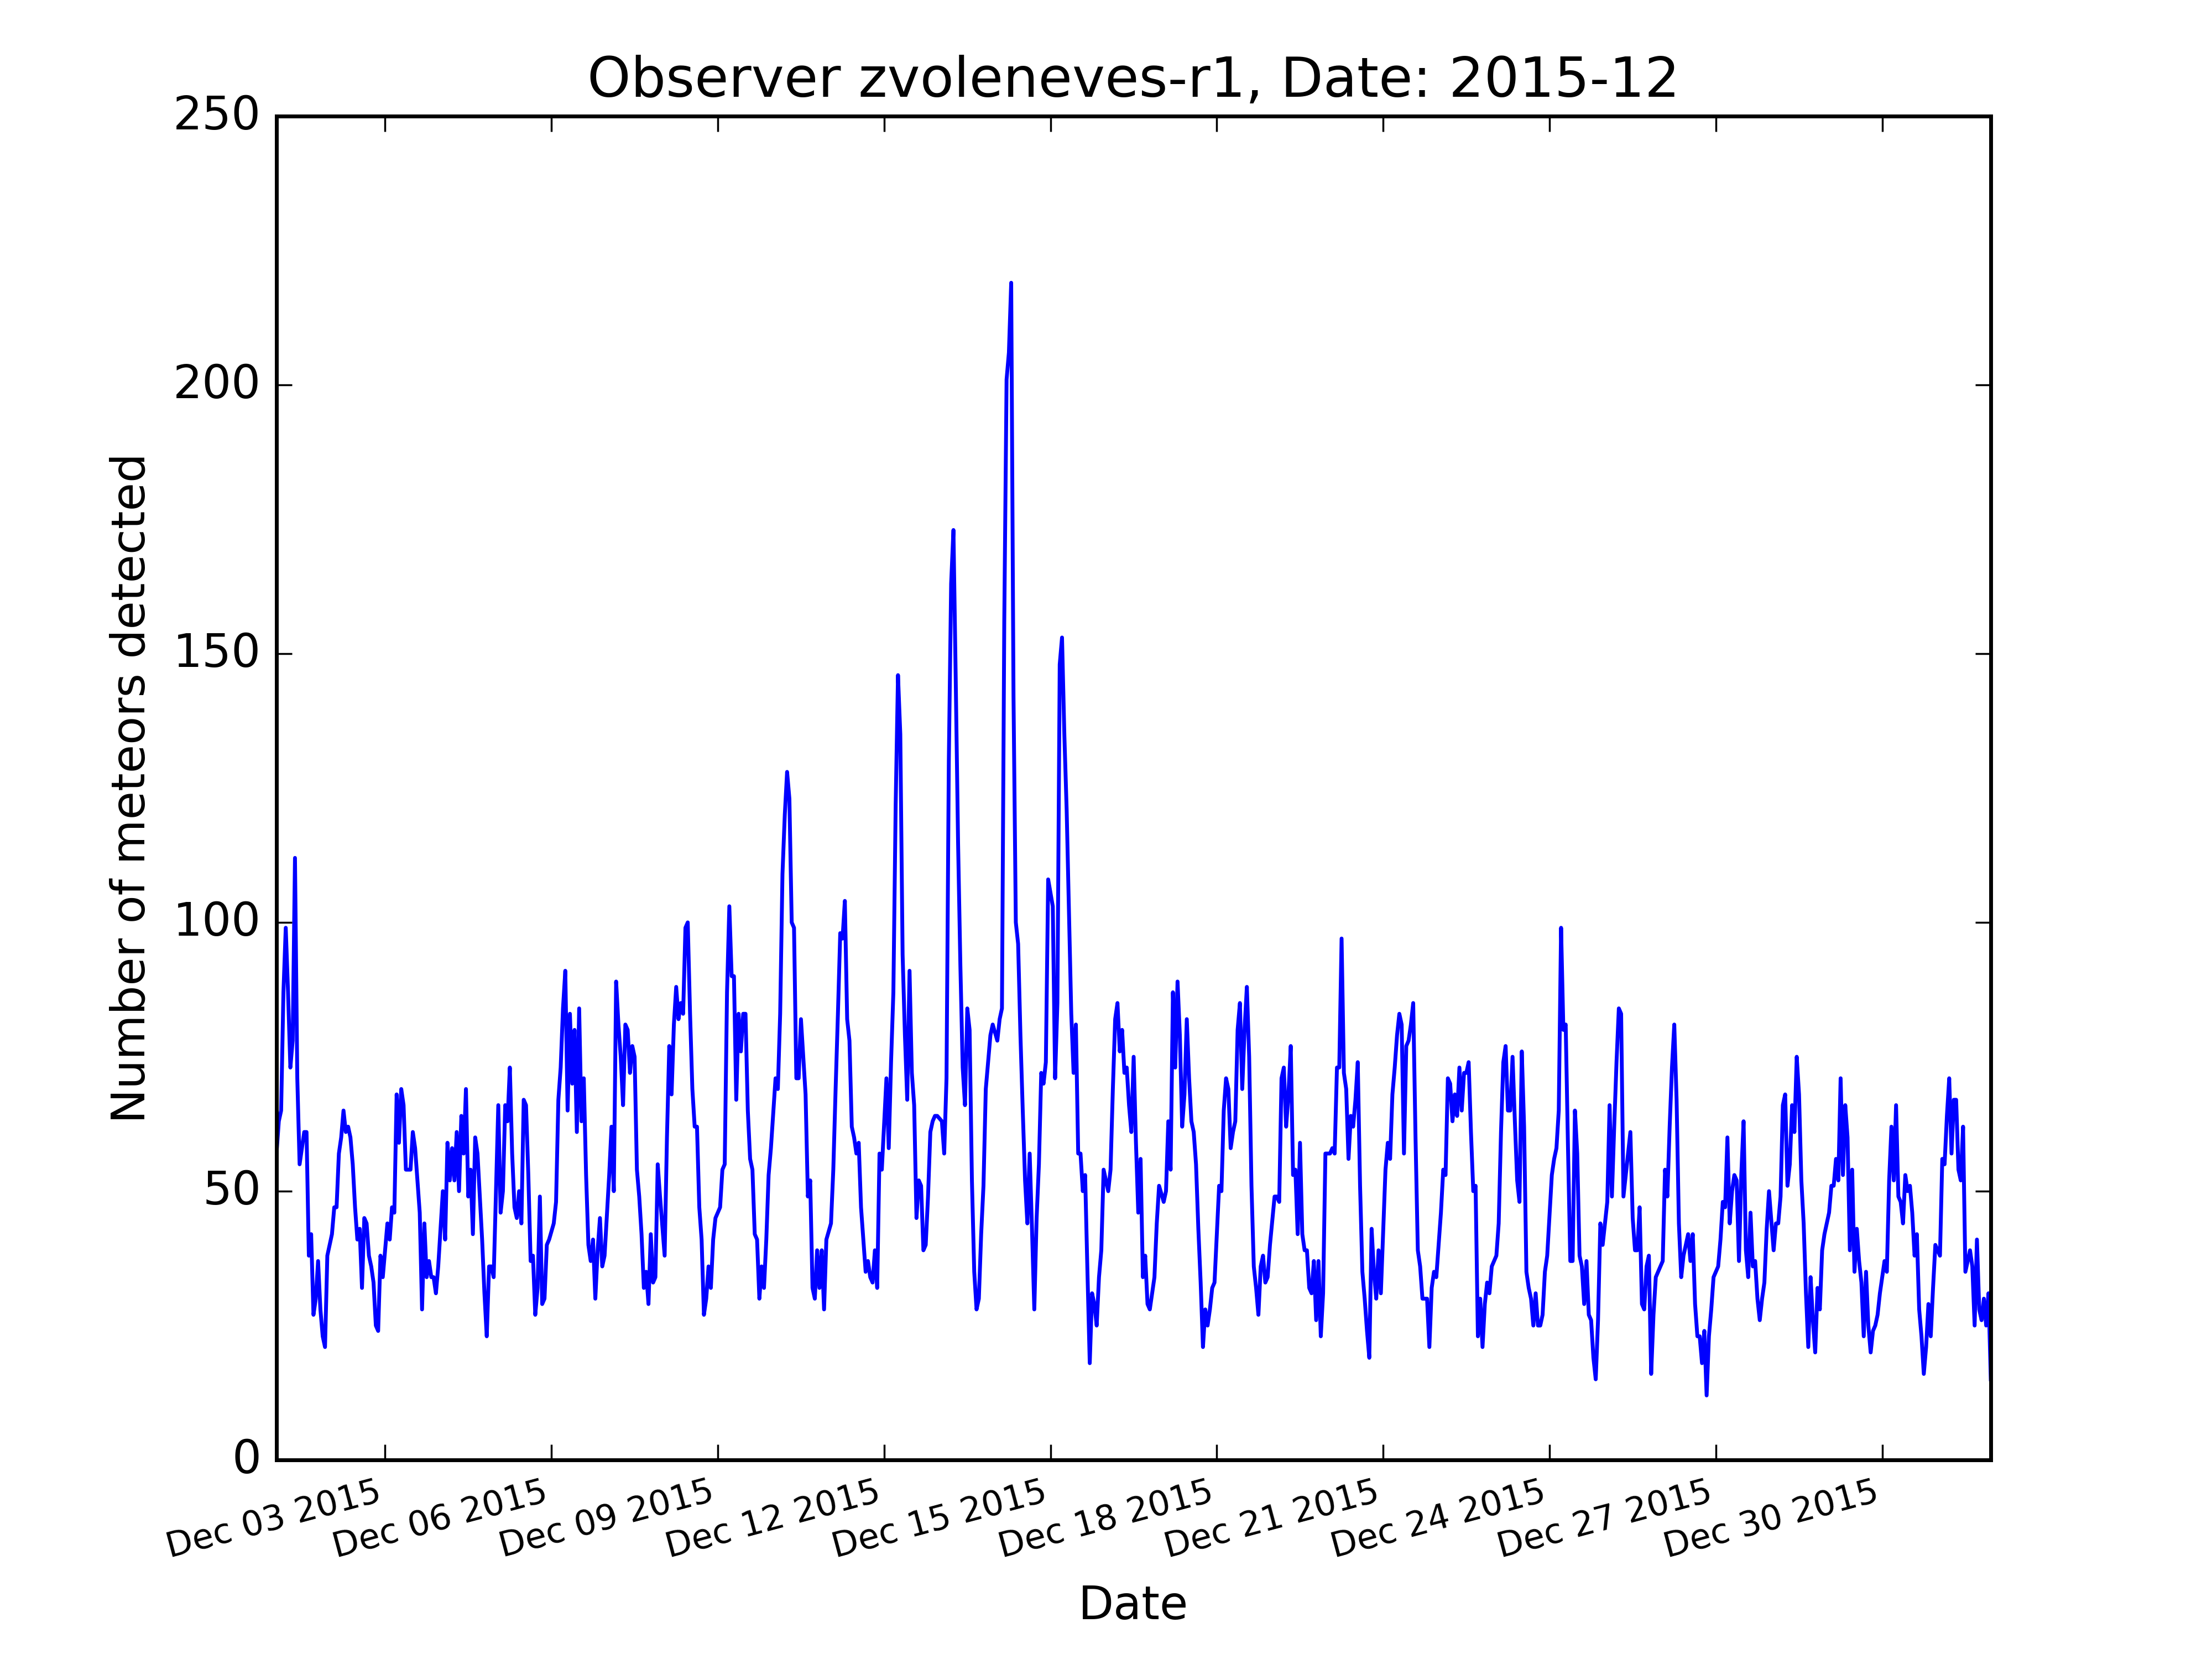 Observer zvoleneves-r1, Date: 2015-12
250
200
150
100
50
0
Number of meteors detected
Dec 03 2015
Dec 06 2015
Dec 09 2015
Dec 12 2015
Dec 15 2015
Dec 18 2015
Dec 21 2015
Dec 24 2015
Dec 27 2015
Dec 30 2015
Date